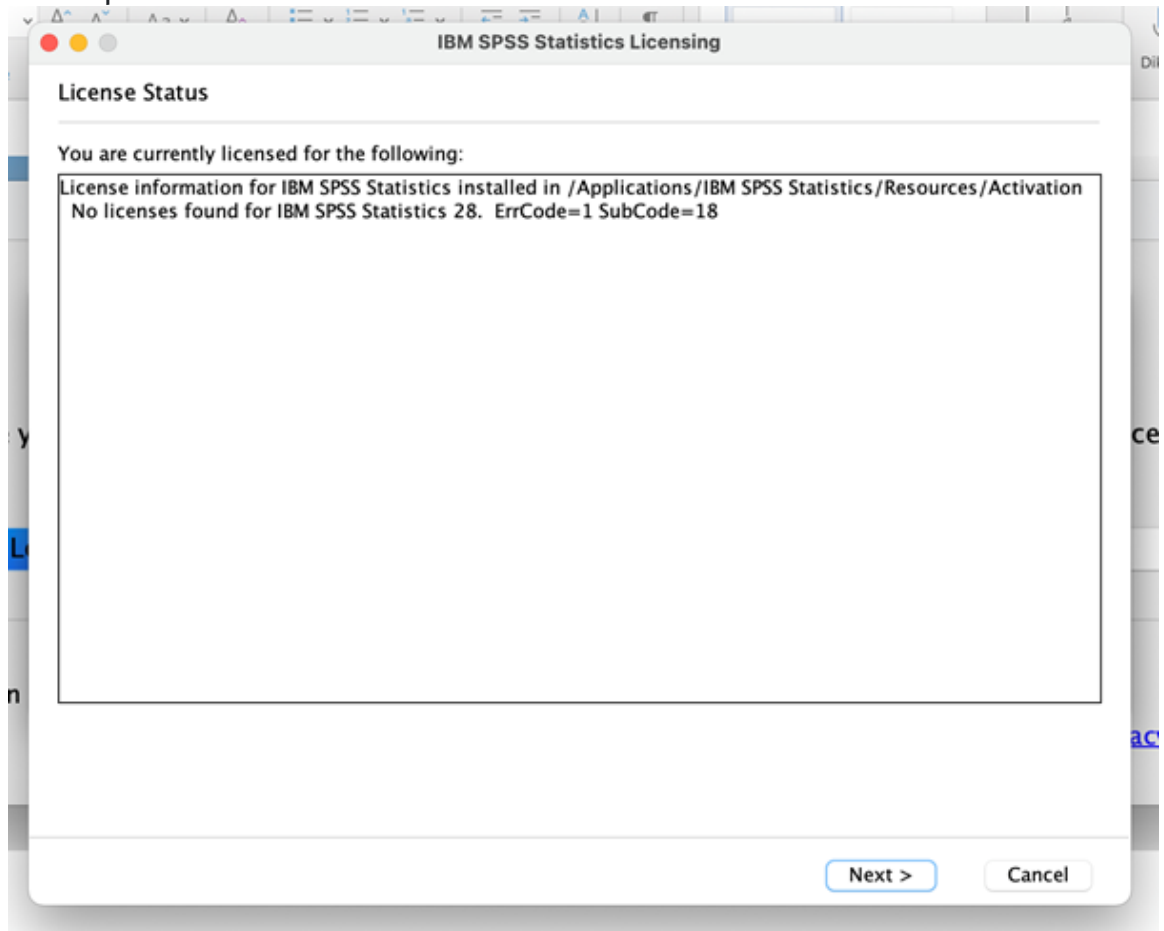 IBM SPSS Statistics Licensing
License Status
You are currently licensed for the following:
License information for IBM SPSS Statistics installed in /Applications/IBM SPSS Statistics/Resources/Activation
No licenses found for IBM SPSS Statistics 28. ErrCode=1 SubCode=18
Next >
Cancel